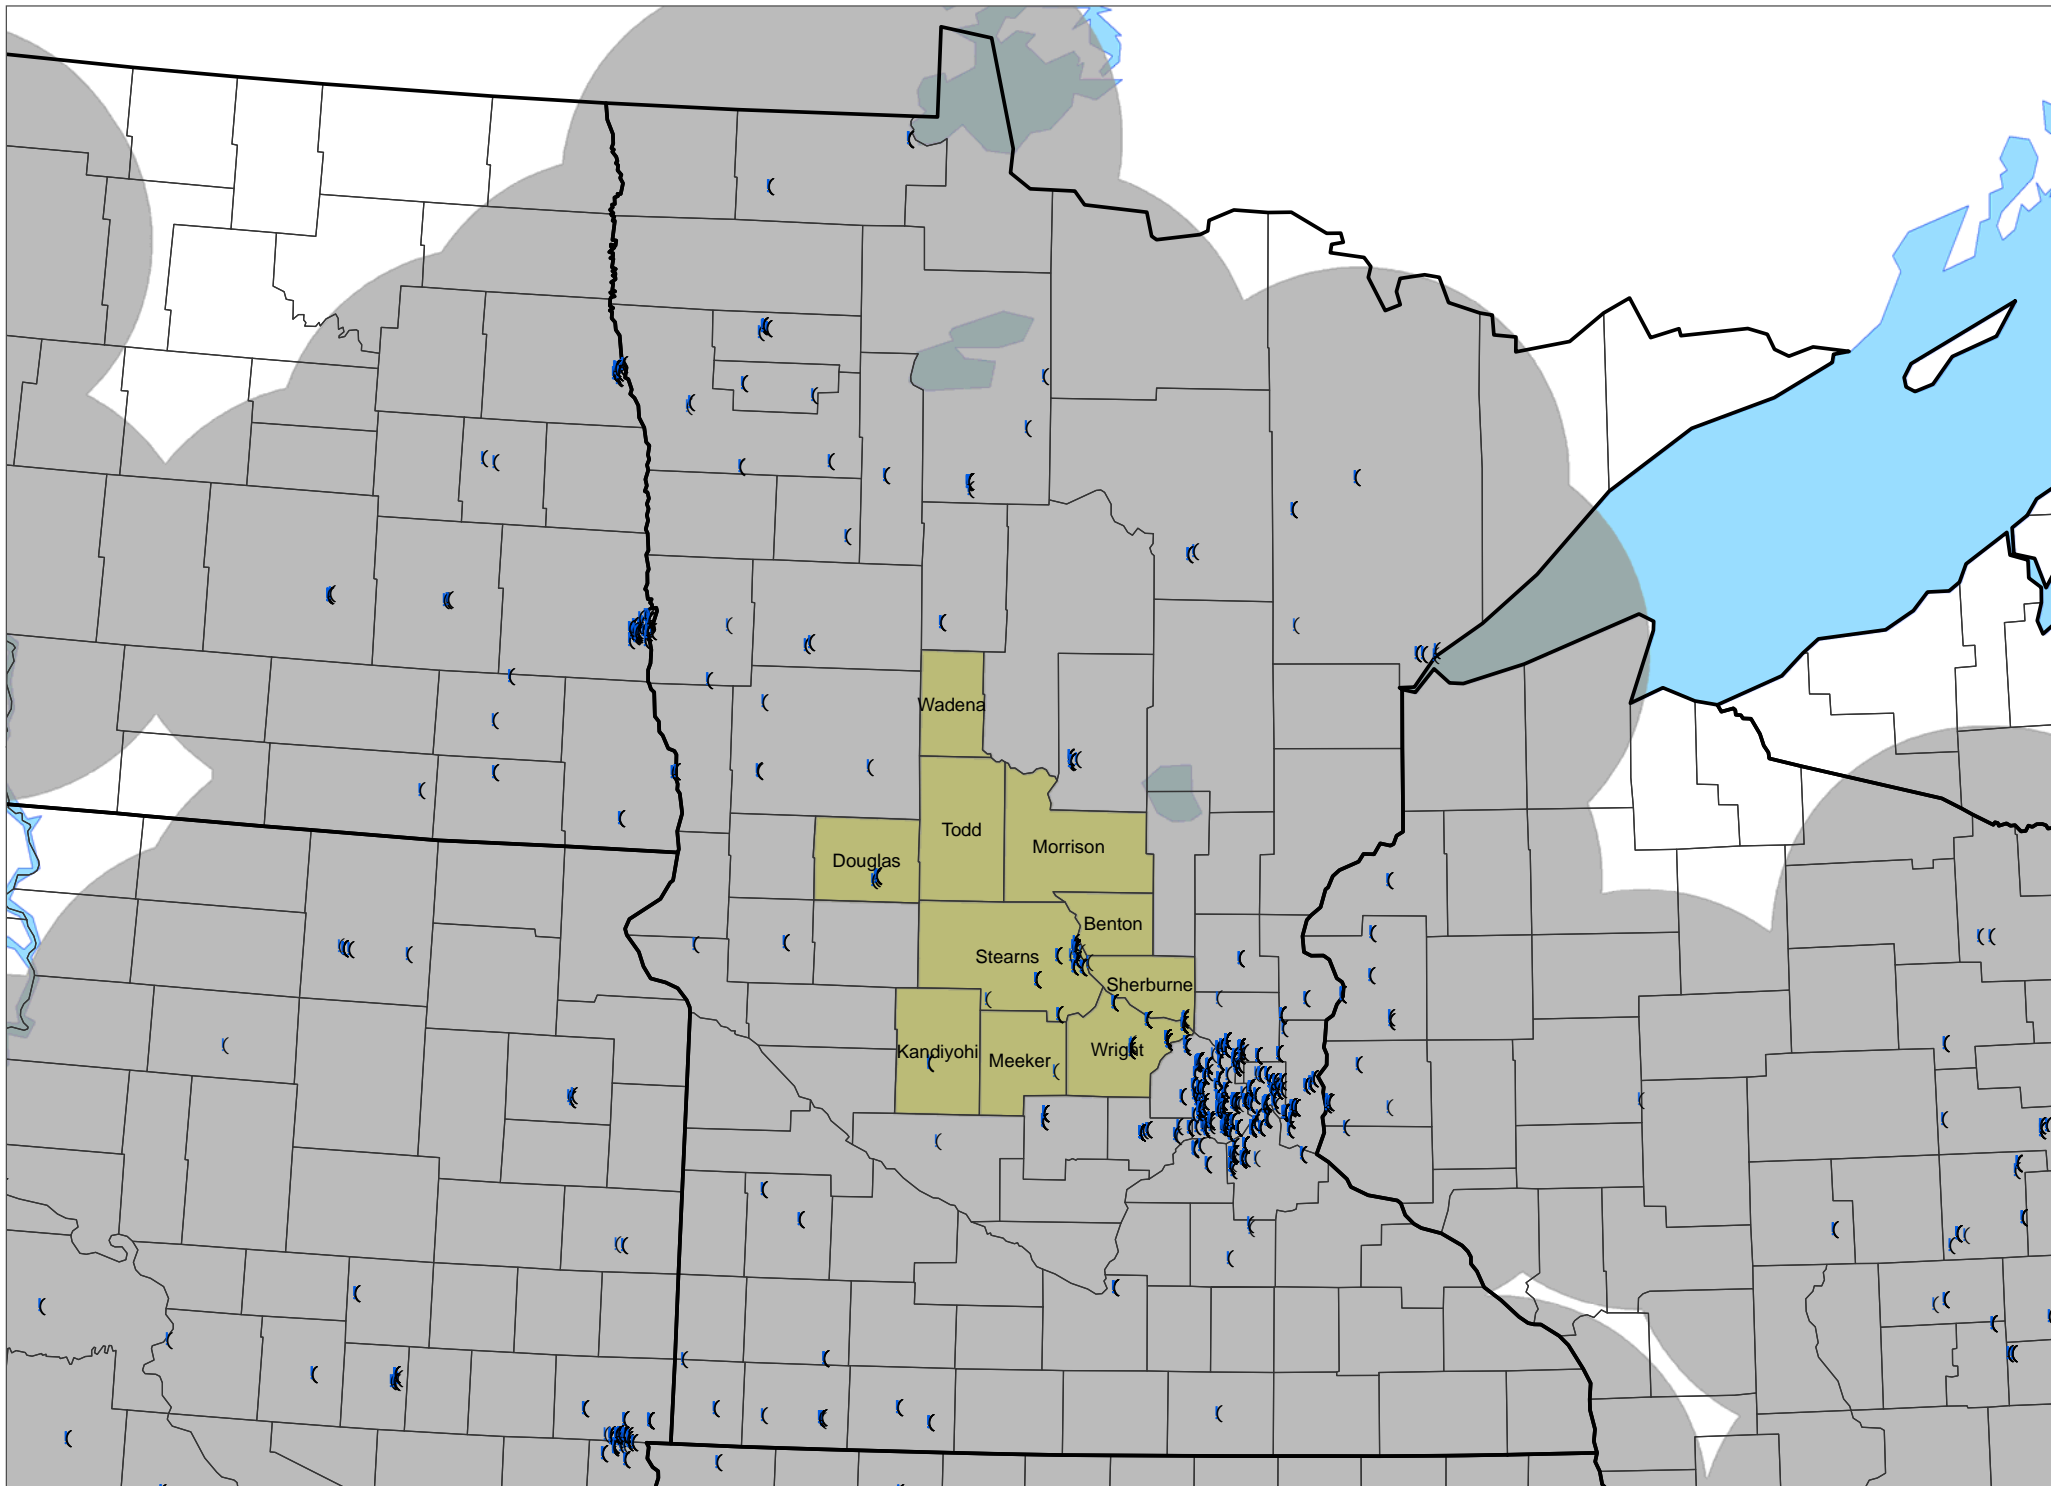 Wadena
Todd
Morrison
Douglas
Benton
Stearns
Sherburne
Kandiyohi
Meeker
Wright